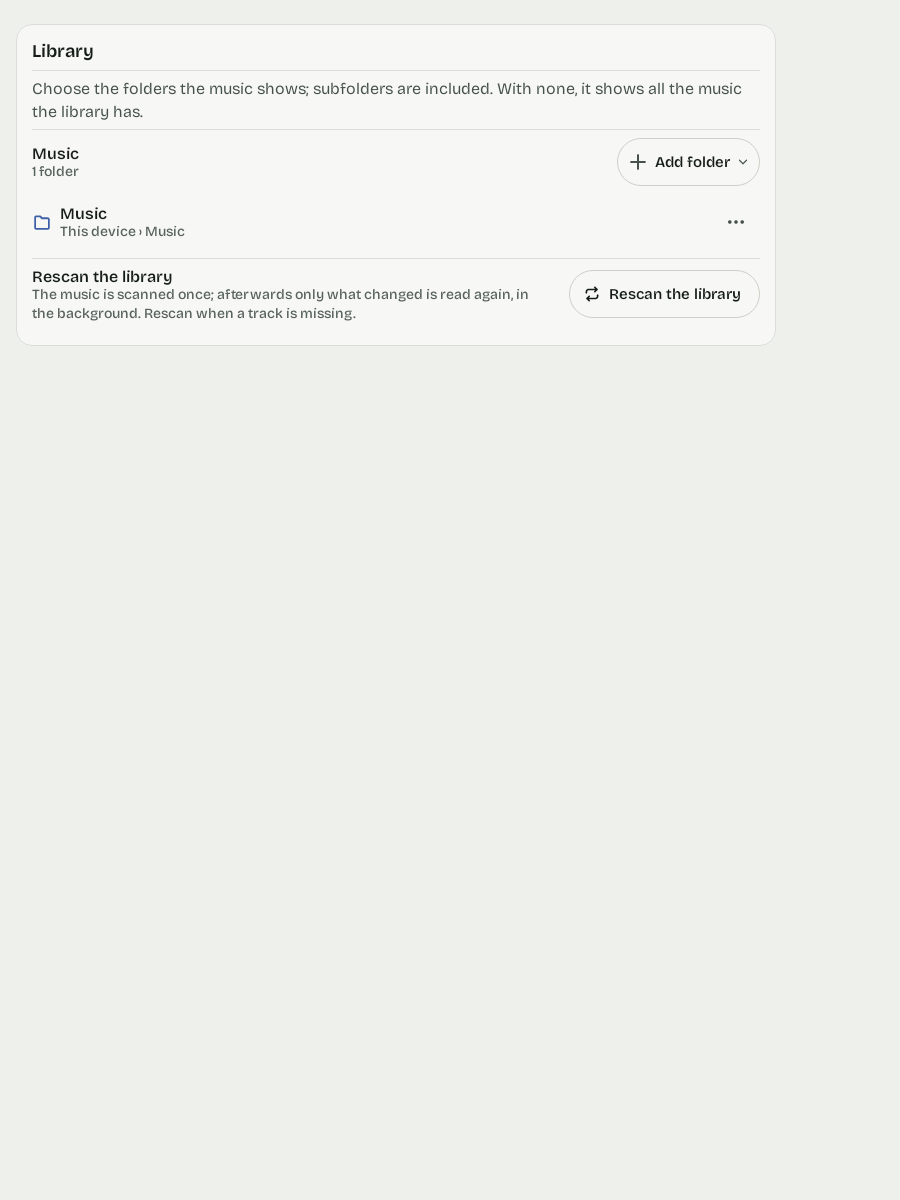 Library
Choose the folders the music shows; subfolders are included. With none, it shows all the music
the library has.
Music
1 folder
Add folder
Music
This device › Music
Rescan the library
The music is scanned once; afterwards only what changed is read again, in
the background. Rescan when a track is missing.
Rescan the library